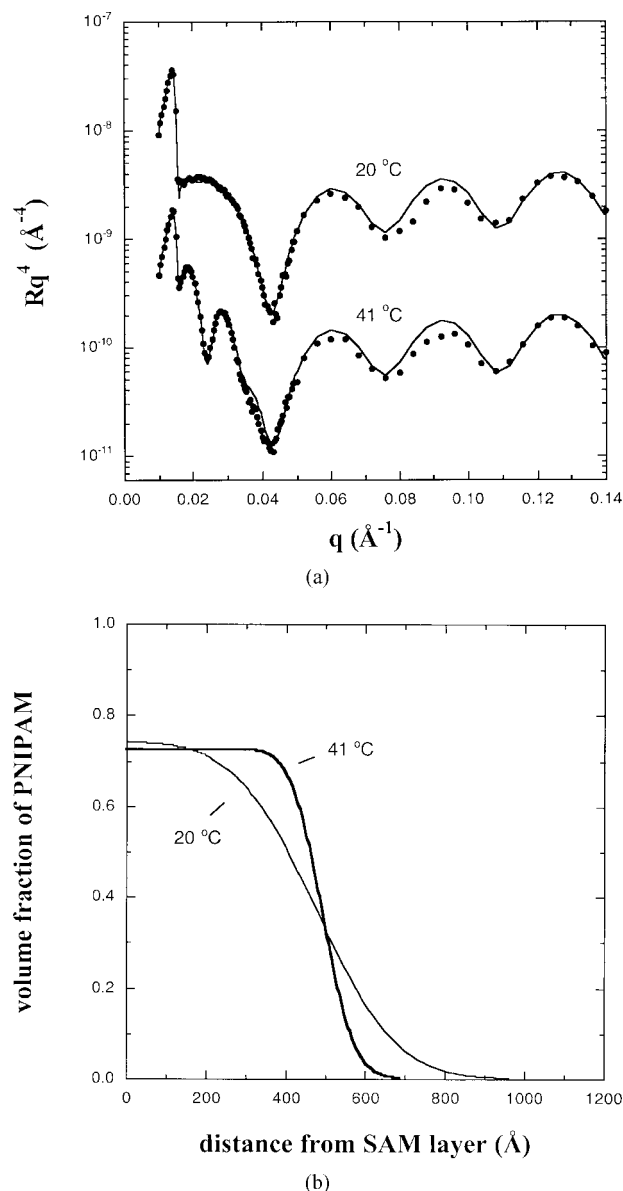 10⁻⁷
10⁻⁸
10⁻⁹
10⁻¹⁰
10⁻¹¹
Rq⁴ (Å⁻⁴)
20 °C
41 °C
0.00 0.02 0.04 0.06 0.08 0.10 0.12 0.14
q (Å⁻¹)
(a)
1.0
0.8
0.6
0.4
0.2
0.0
volume fraction of PNIPAM
41 °C
20 °C
0 200 400 600 800 1000 1200
distance from SAM layer (Å)
(b)